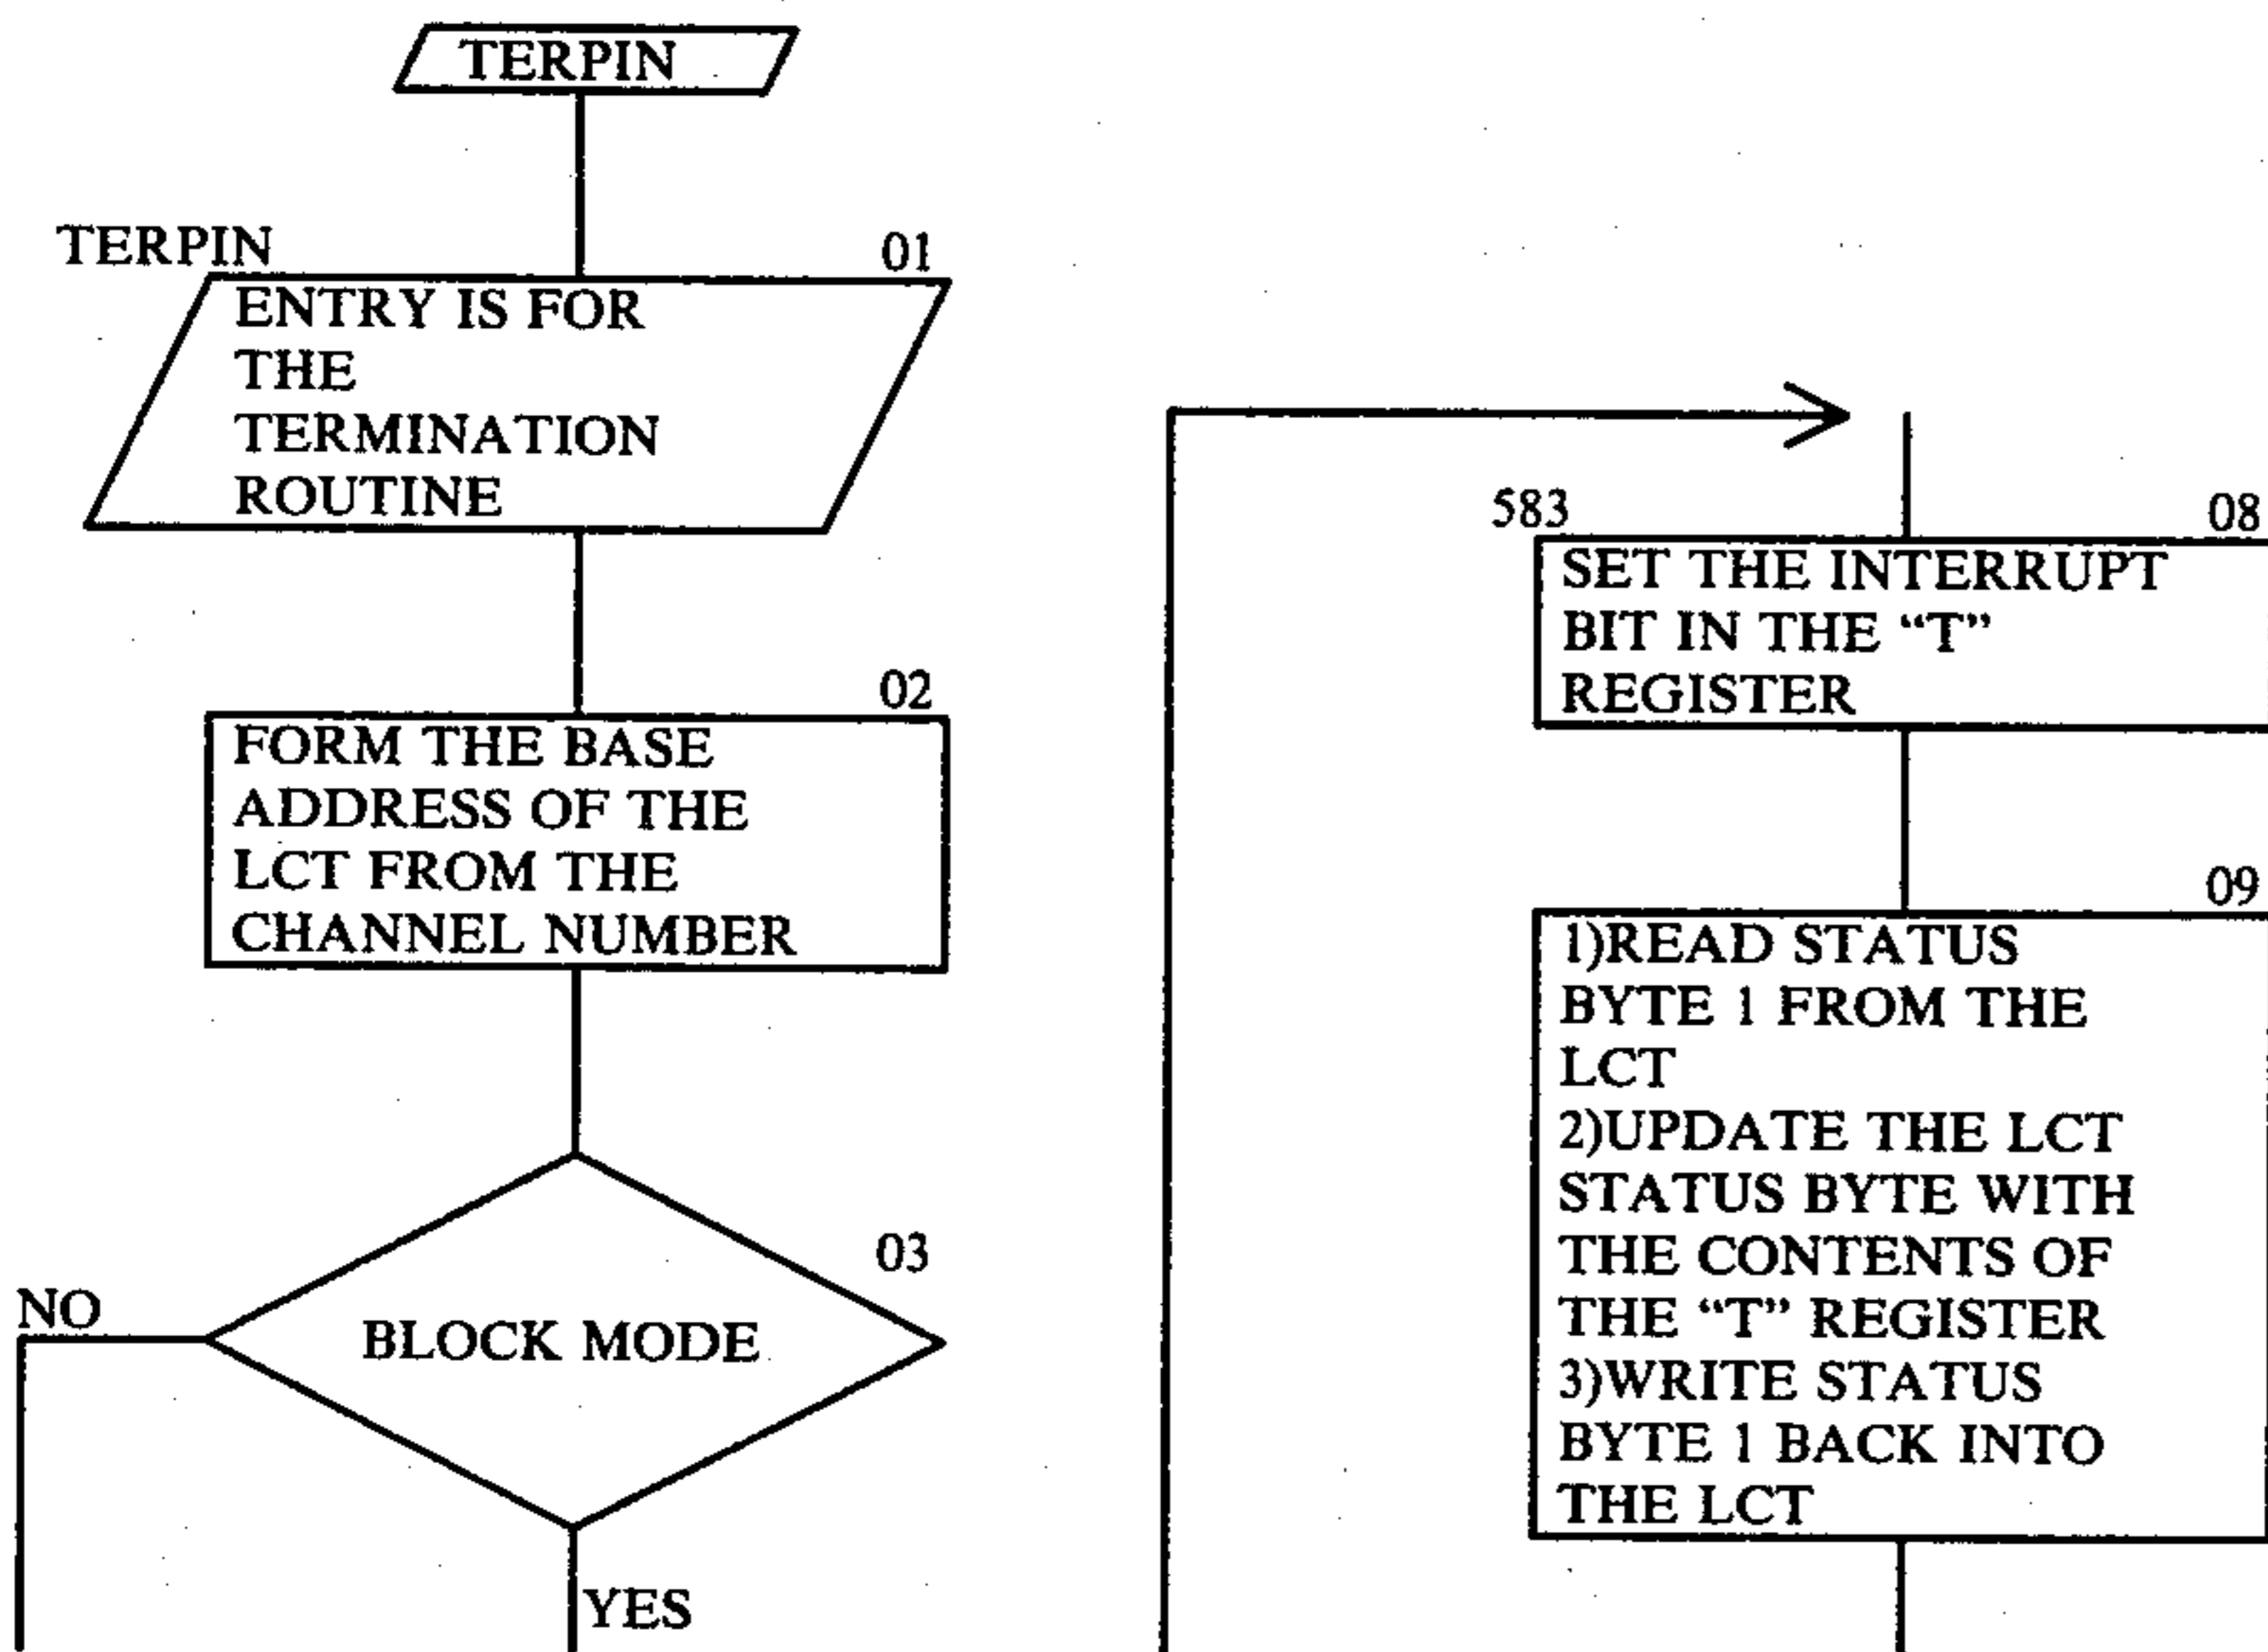 TERPIN
TERPIN
01
ENTRY IS FOR
THE
TERMINATION
ROUTINE
02
FORM THE BASE
ADDRESS OF THE
LCT FROM THE
CHANNEL NUMBER
03
NO
BLOCK MODE
YES
583
08
SET THE INTERRUPT
BIT IN THE “T”
REGISTER
09
1)READ STATUS
BYTE 1 FROM THE
LCT
2)UPDATE THE LCT
STATUS BYTE WITH
THE CONTENTS OF
THE “T” REGISTER
3)WRITE STATUS
BYTE 1 BACK INTO
THE LCT